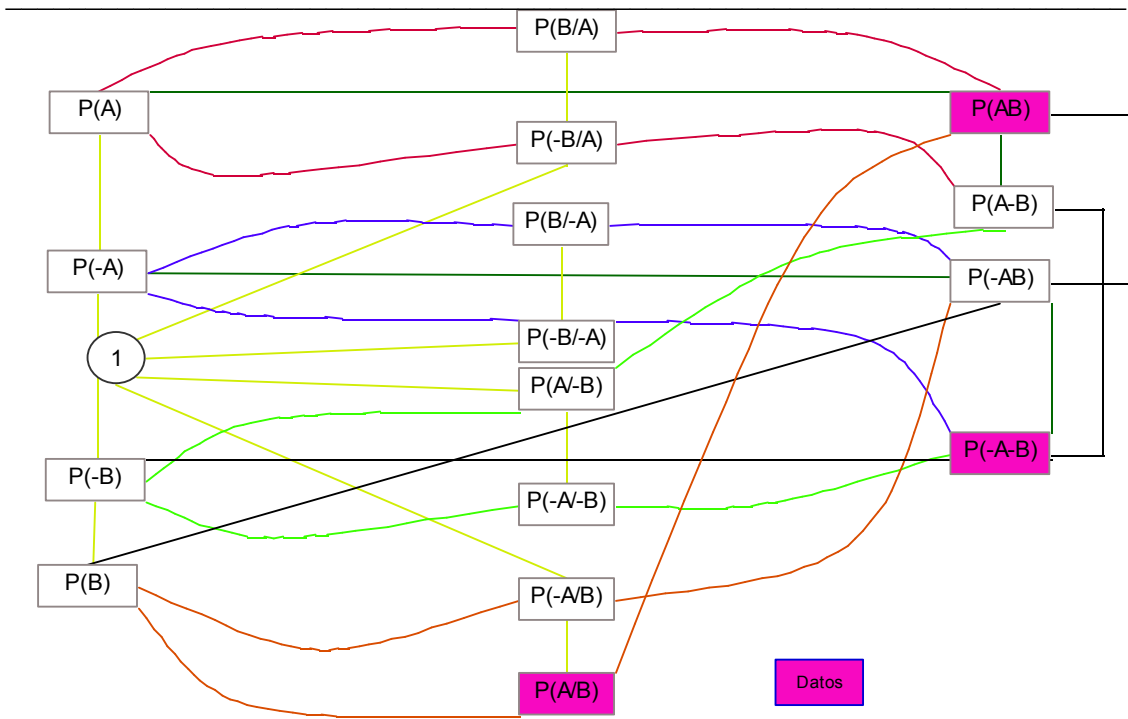 P(B/A)
P(A)
P(AB)
P(-B/A)
P(A-B)
P(B/-A)
P(-A)
P(-AB)
P(-B/-A)
1
P(A/-B)
P(-A-B)
P(-B)
P(-A/-B)
P(B)
P(-A/B)
P(A/B)
Datos